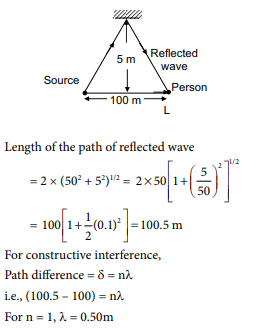 5 m
Reflected
wave
Source
Person
100 m
L
Length of the path of reflected wave
= 2 × (50² + 5²)^{1/2} = 2×50[1+(5/50)²]^{1/2}
= 100[1+1/2(0.1)²]=100.5 m
For constructive interference,
Path difference = δ = nλ
i.e., (100.5 – 100) = nλ
For n = 1, λ = 0.50m